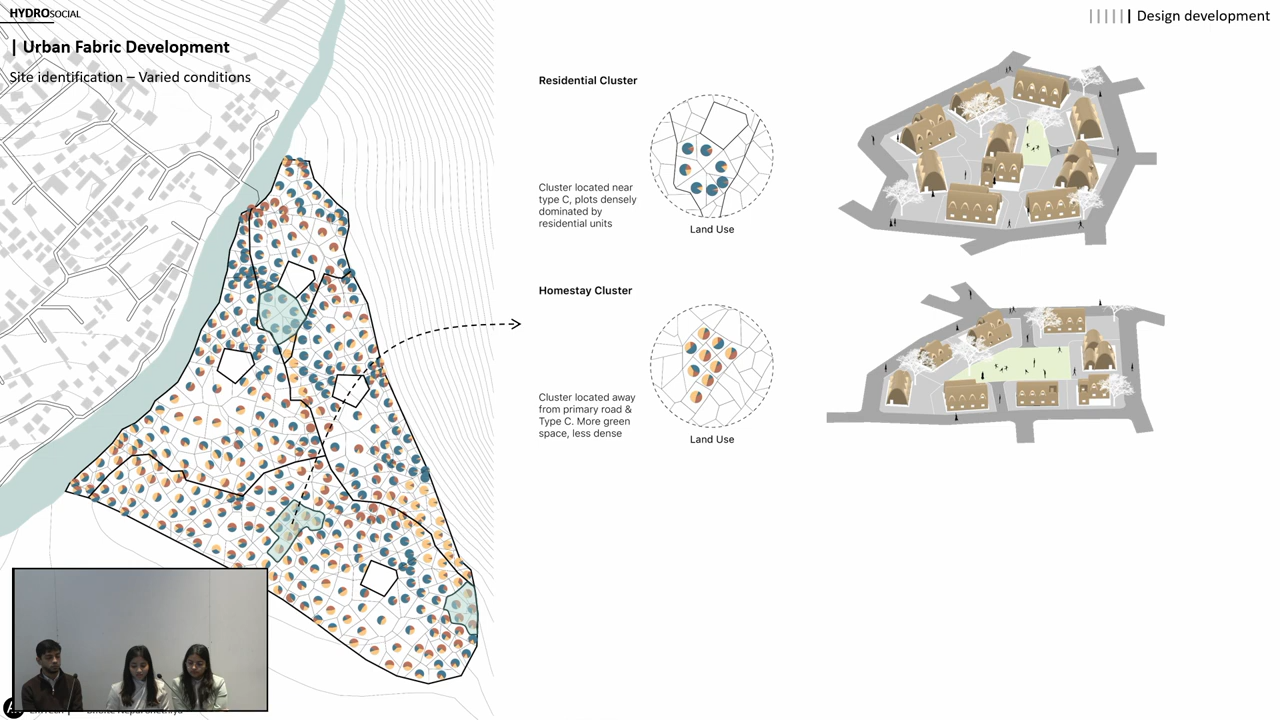 HYDROSOCIAL
| Design development
| Urban Fabric Development
Site identification – Varied conditions
Residential Cluster
Cluster located near
type C, plots densely
dominated by
residential units
Land Use
Homestay Cluster
Cluster located away
from primary road &
Type C. More green
space, less dense
Land Use